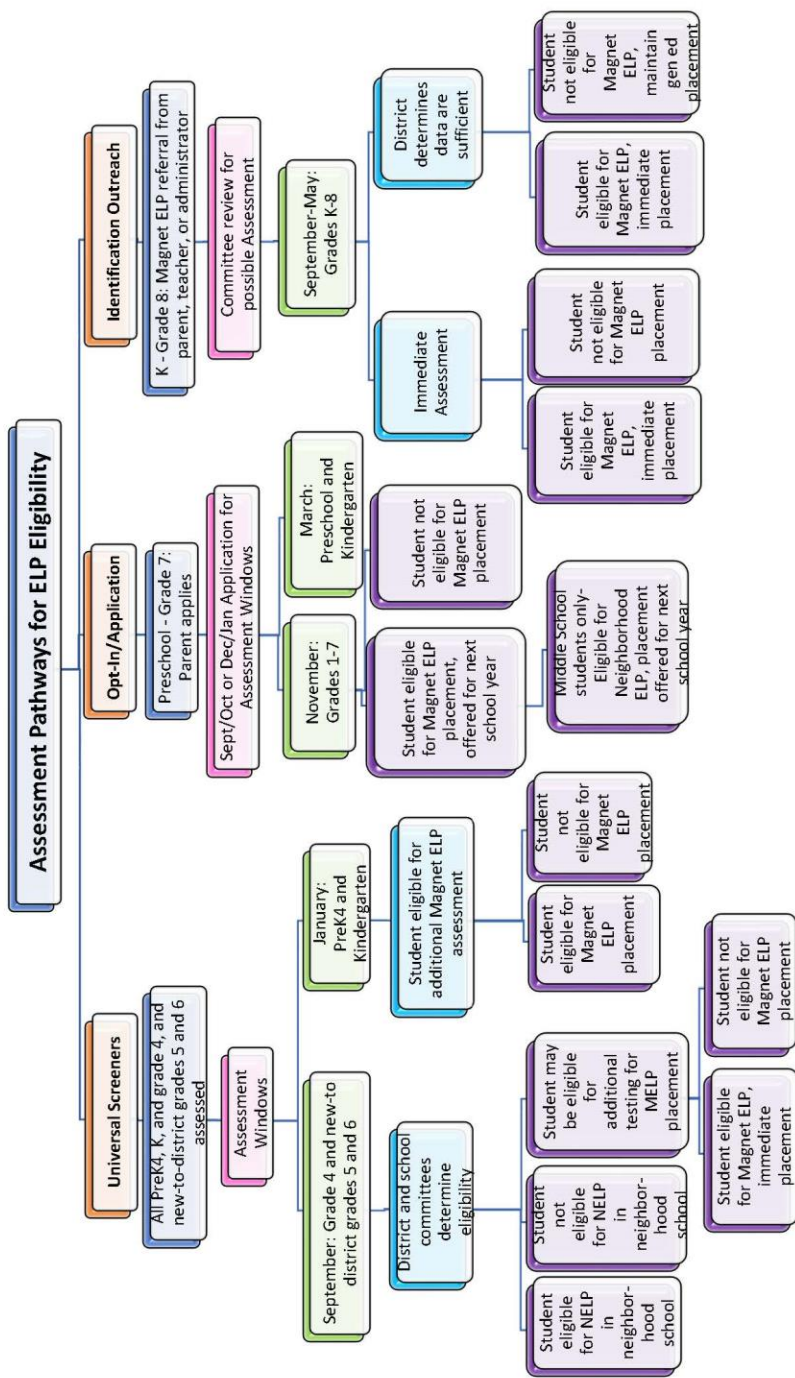 Assessment Pathways for ELP Eligibility
Universal Screeners
All PreK4, K, and grade 4, and
new-to-district grades 5 and 6
assessed
Assessment
Windows
September: Grade 4 and new-to
district grades 5 and 6
District and school
committees
determine
eligibility
Student
eligible
for NELP
in
neighbor-
hood
school
Student
not
eligible
for NELP
in
neighbor-
hood
school
Student may
be eligible
for
additional
testing for
MELP
placement
Student eligible
for Magnet ELP,
immediate
placement
Student not
eligible for
Magnet ELP
placement
January:
PreK4 and
Kindergarten
Student eligible for
additional Magnet ELP
assessment
Student
eligible for
Magnet
ELP
placement
Student
not
eligible for
Magnet
ELP
placement
Opt-In/Application
Preschool - Grade 7:
Parent applies
Sept/Oct or Dec/Jan Application for
Assessment Windows
November:
Grades 1-7
March:
Preschool and
Kindergarten
Student eligible
for Magnet ELP
placement,
offered for next
school year
Student not
eligible for
Magnet ELP
placement
Middle School
students only-
Eligible for
Neighborhood
ELP, placement
offered for next
school year
Identification Outreach
K - Grade 8: Magnet ELP referral from
parent, teacher, or administrator
Committee review for
possible Assessment
September-May:
Grades K-8
Immediate
Assessment
Student
eligible for
Magnet
ELP,
immediate
placement
Student
not eligible
for Magnet
ELP
placement
District
determines
data are
sufficient
Student
eligible for
Magnet ELP,
immediate
placement
Student
not eligible
for
Magnet
ELP,
maintain
gen ed
placement